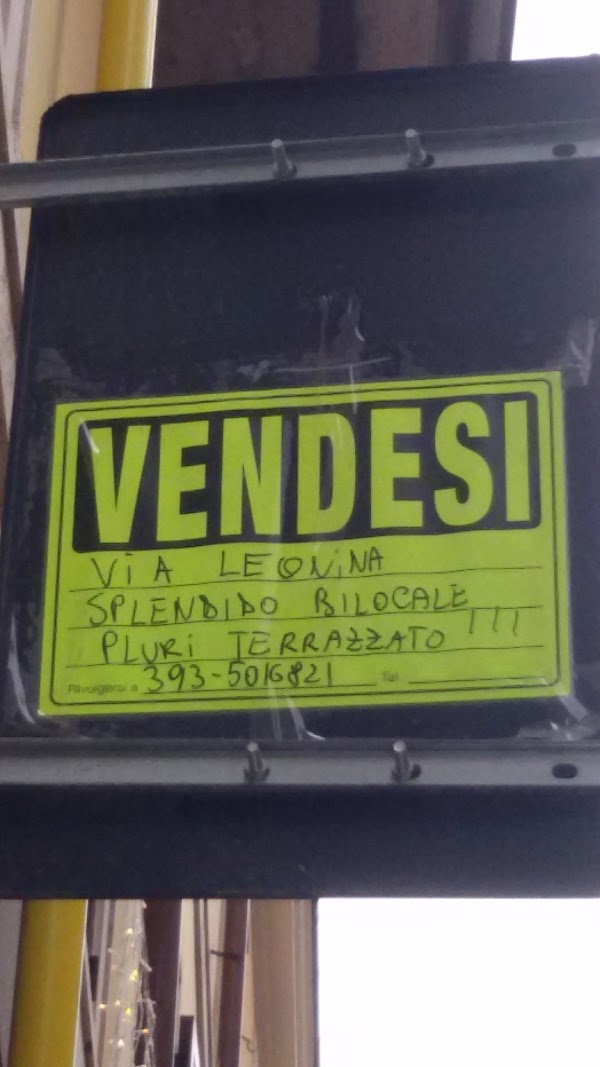 VENDESI
ViA LEONiNA
SPLENDIDO BILOCALE
PLURi TERRAZZATO !!!
Rivolgersi a 393-5016821 Tel.